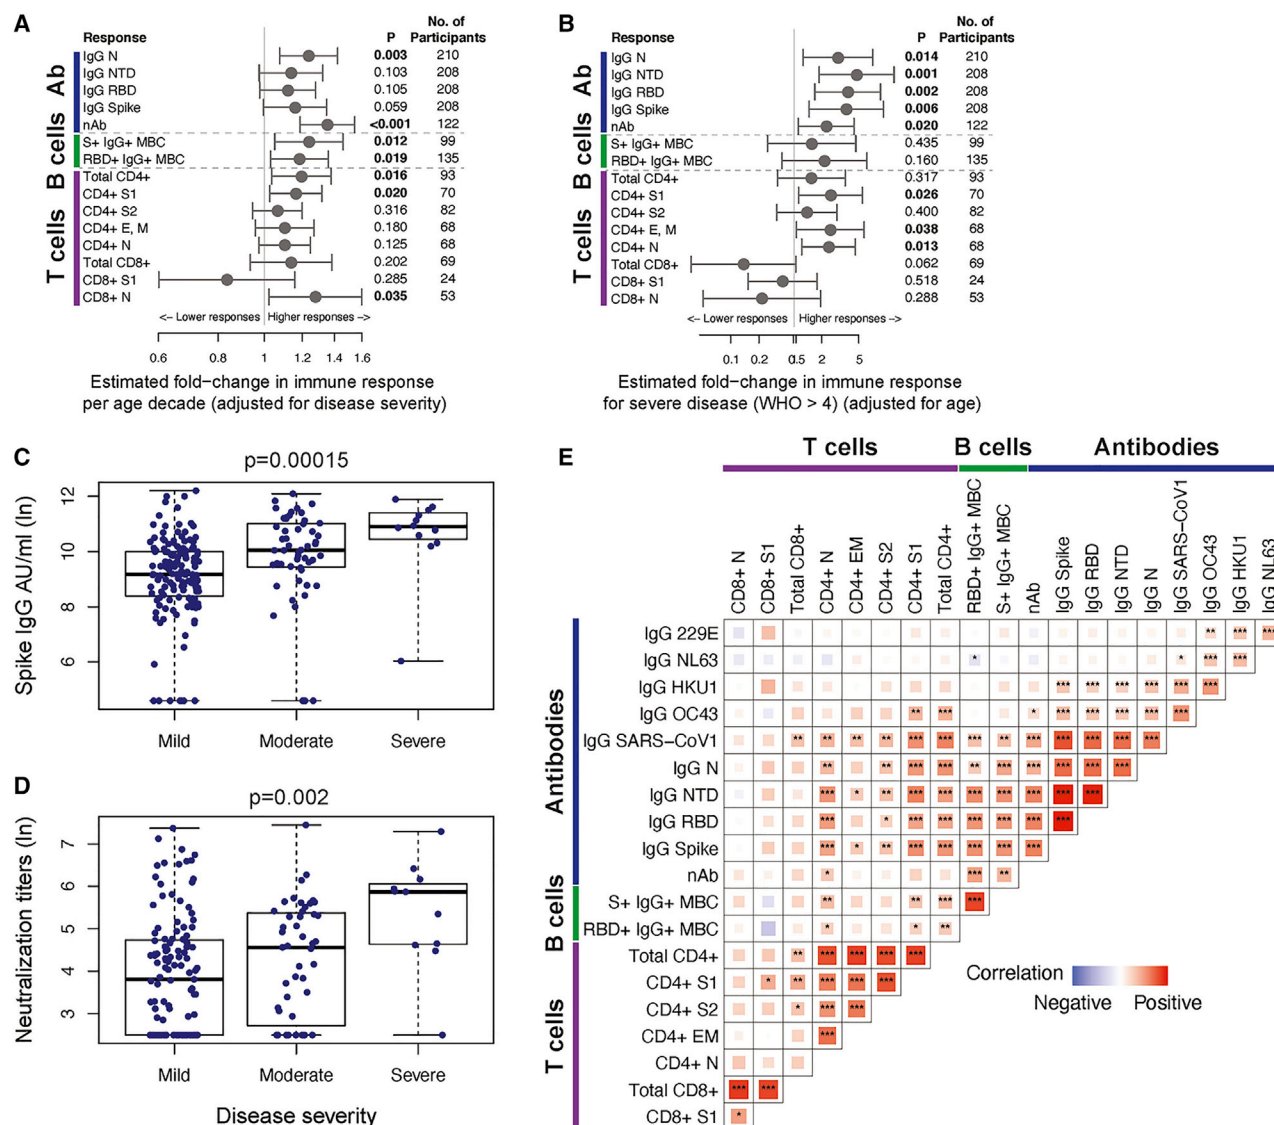 A
Response
P
No. of
Participants
Ab
B cells
T cells
IgG N 0.003 210
IgG NTD 0.103 208
IgG RBD 0.105 208
IgG Spike 0.059 208
nAb <0.001 122
S+ IgG+ MBC 0.012 99
RBD+ IgG+ MBC 0.019 135
Total CD4+ 0.016 93
CD4+ S1 0.020 70
CD4+ S2 0.316 82
CD4+ E, M 0.180 68
CD4+ N 0.125 68
Total CD8+ 0.202 69
CD8+ S1 0.285 24
CD8+ N 0.035 53
<− Lower responses Higher responses −>
0.6 0.8 1 1.2 1.4 1.6
Estimated fold−change in immune response
per age decade (adjusted for disease severity)
B
Response
P
No. of
Participants
Ab
B cells
T cells
IgG N 0.014 210
IgG NTD 0.001 208
IgG RBD 0.002 208
IgG Spike 0.006 208
nAb 0.020 122
S+ IgG+ MBC 0.435 99
RBD+ IgG+ MBC 0.160 135
Total CD4+ 0.317 93
CD4+ S1 0.026 70
CD4+ S2 0.400 82
CD4+ E, M 0.038 68
CD4+ N 0.013 68
Total CD8+ 0.062 69
CD8+ S1 0.518 24
CD8+ N 0.288 53
<− Lower responses Higher responses −>
0.1 0.2 2 5
Estimated fold−change in immune response
for severe disease (WHO > 4) (adjusted for age)
C
p=0.00015
Spike IgG AU/ml (ln)
12
10
8
6
Mild Moderate Severe
D
p=0.002
Neutralization titers (ln)
7
6
5
4
3
Mild Moderate Severe
Disease severity
E
T cells B cells Antibodies
CD8+ N
CD8+ S1
Total CD8+
CD4+ N
CD4+ EM
CD4+ S2
CD4+ S1
Total CD4+
RBD+ IgG+ MBC
S+ IgG+ MBC
nAb
IgG Spike
IgG RBD
IgG NTD
IgG N
IgG SARS−CoV1
IgG OC43
IgG HKU1
IgG NL63
Antibodies
B cells
T cells
IgG 229E
IgG NL63
IgG HKU1
IgG OC43
IgG SARS−CoV1
IgG N
IgG NTD
IgG RBD
IgG Spike
nAb
S+ IgG+ MBC
RBD+ IgG+ MBC
Total CD4+
CD4+ S1
CD4+ S2
CD4+ EM
CD4+ N
Total CD8+
CD8+ S1
Correlation
Negative Positive